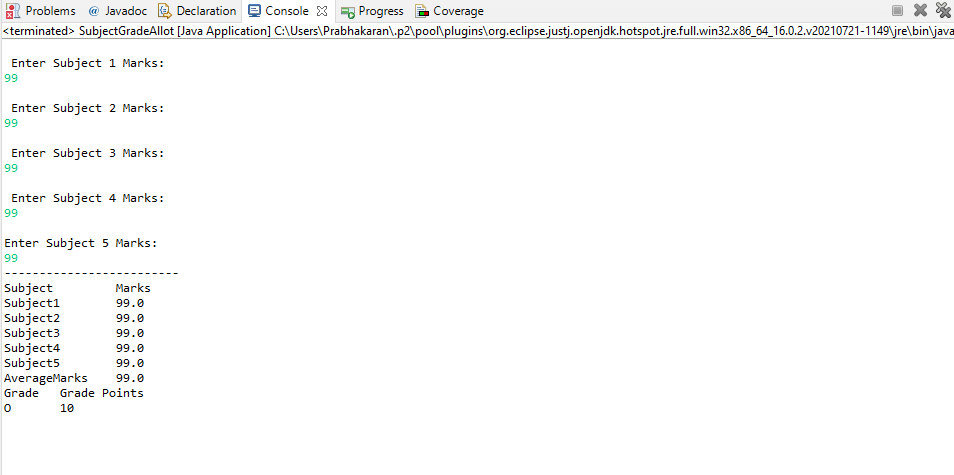 Problems @ Javadoc Declaration Console Progress Coverage
<terminated> SubjectGradeAllot [Java Application] C:\Users\Prabhakaran\.p2\pool\plugins\org.eclipse.justj.openjdk.hotspot.jre.full.win32.x86_64_16.0.2.v20210721-1149\jre\bin\java
Enter Subject 1 Marks:
99
Enter Subject 2 Marks:
99
Enter Subject 3 Marks:
99
Enter Subject 4 Marks:
99
Enter Subject 5 Marks:
99
-------------------------
Subject Marks
Subject1 99.0
Subject2 99.0
Subject3 99.0
Subject4 99.0
Subject5 99.0
AverageMarks 99.0
Grade Grade Points
O 10